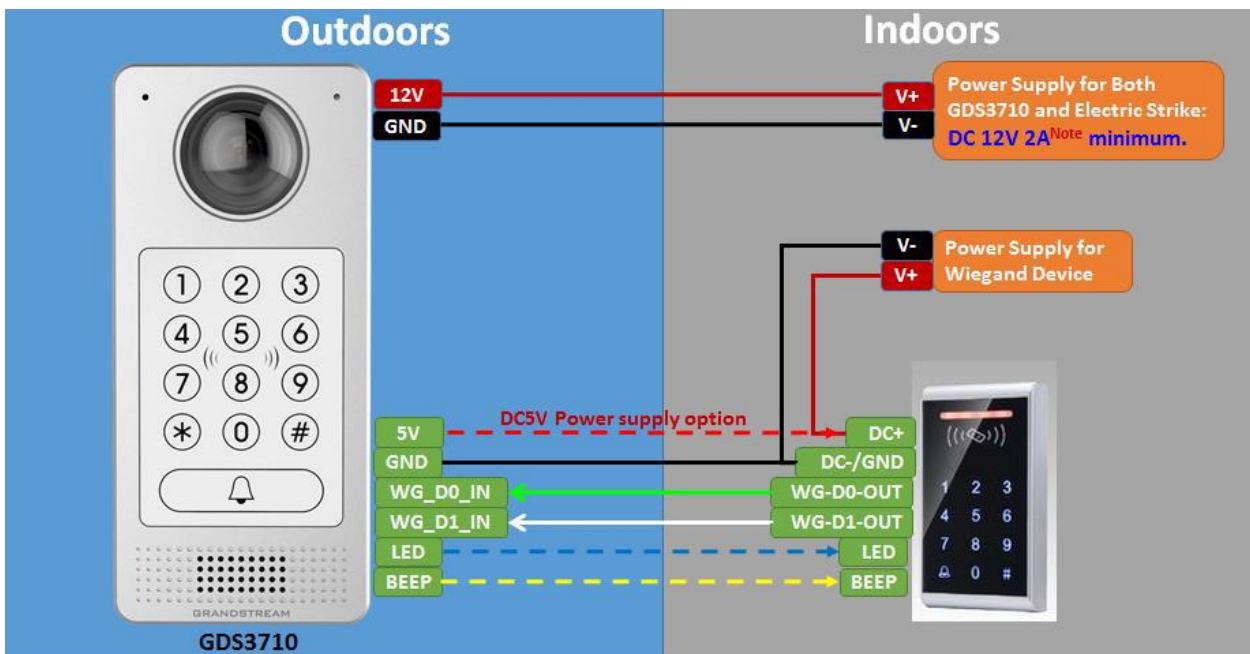 Outdoors
Indoors
12V
GND
V+
V-
Power Supply for Both
GDS3710 and Electric Strike:
DC 12V 2ANote minimum.
V-
V+
Power Supply for
Wiegand Device
1 2 3
4 5 6
7 8 9
* 0 #
GRANDSTREAM
GDS3710
5V
DC5V Power supply option
DC+
GND
DC-/GND
WG_D0_IN
WG-D0-OUT
WG_D1_IN
WG-D1-OUT
LED
LED
BEEP
BEEP
1 2 3
4 5 6
7 8 9
0 #